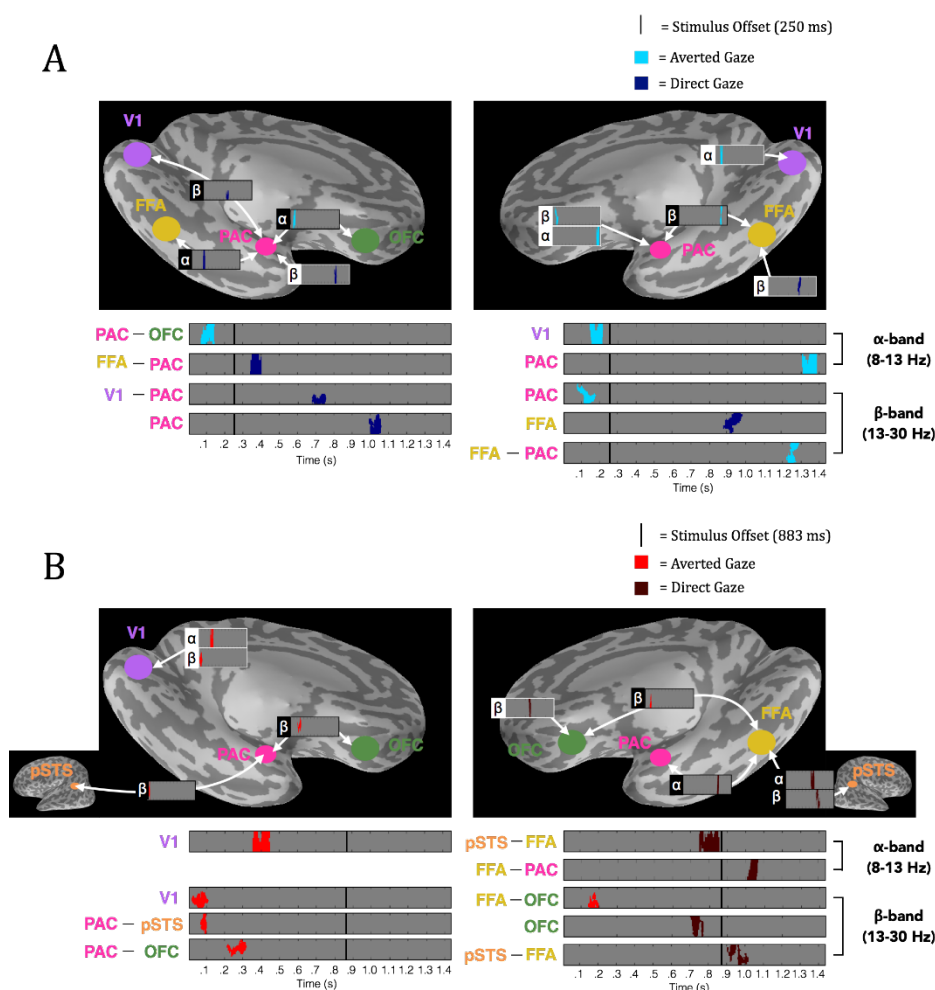 = Stimulus Offset (250 ms)
A
= Averted Gaze
= Direct Gaze
V1
β
FFA
α
PAC
OFC
α
β
V1
α
β
β
FFA
α
PAC
β
PAC – OFC
FFA – PAC
V1 – PAC
PAC
.1 .2 .3 .4 .5 .6 .7 .8 .9 1.0 1.1 1.2 1.3 1.4
Time (s)
V1
PAC
PAC
FFA
FFA – PAC
.1 .2 .3 .4 .5 .6 .7 .8 .9 1.0 1.1 1.2 1.3 1.4
Time (s)
α-band
(8-13 Hz)
β-band
(13-30 Hz)
= Stimulus Offset (883 ms)
B
= Averted Gaze
= Direct Gaze
V1
α
β
β
PAC
OFC
pSTS
β
β
β
FFA
OFC
PAC
α
α
β
pSTS
V1
V1
PAC – pSTS
PAC – OFC
.1 .2 .3 .4 .5 .6 .7 .8 .9 1.0 1.1 1.2 1.3 1.4
Time (s)
pSTS – FFA
FFA – PAC
FFA – OFC
OFC
pSTS – FFA
.1 .2 .3 .4 .5 .6 .7 .8 .9 1.0 1.1 1.2 1.3 1.4
Time (s)
α-band
(8-13 Hz)
β-band
(13-30 Hz)